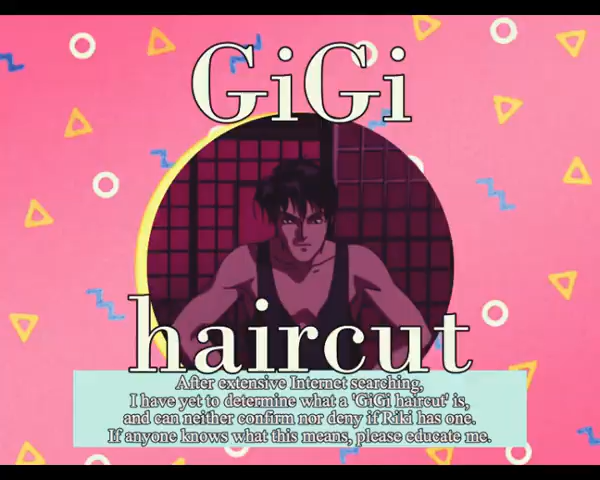 GiGi
haircut
After extensive Internet searching,
I have yet to determine what a 'GiGi haircut' is,
and can neither confirm nor deny if Riki has one.
If anyone knows what this means, please educate me.